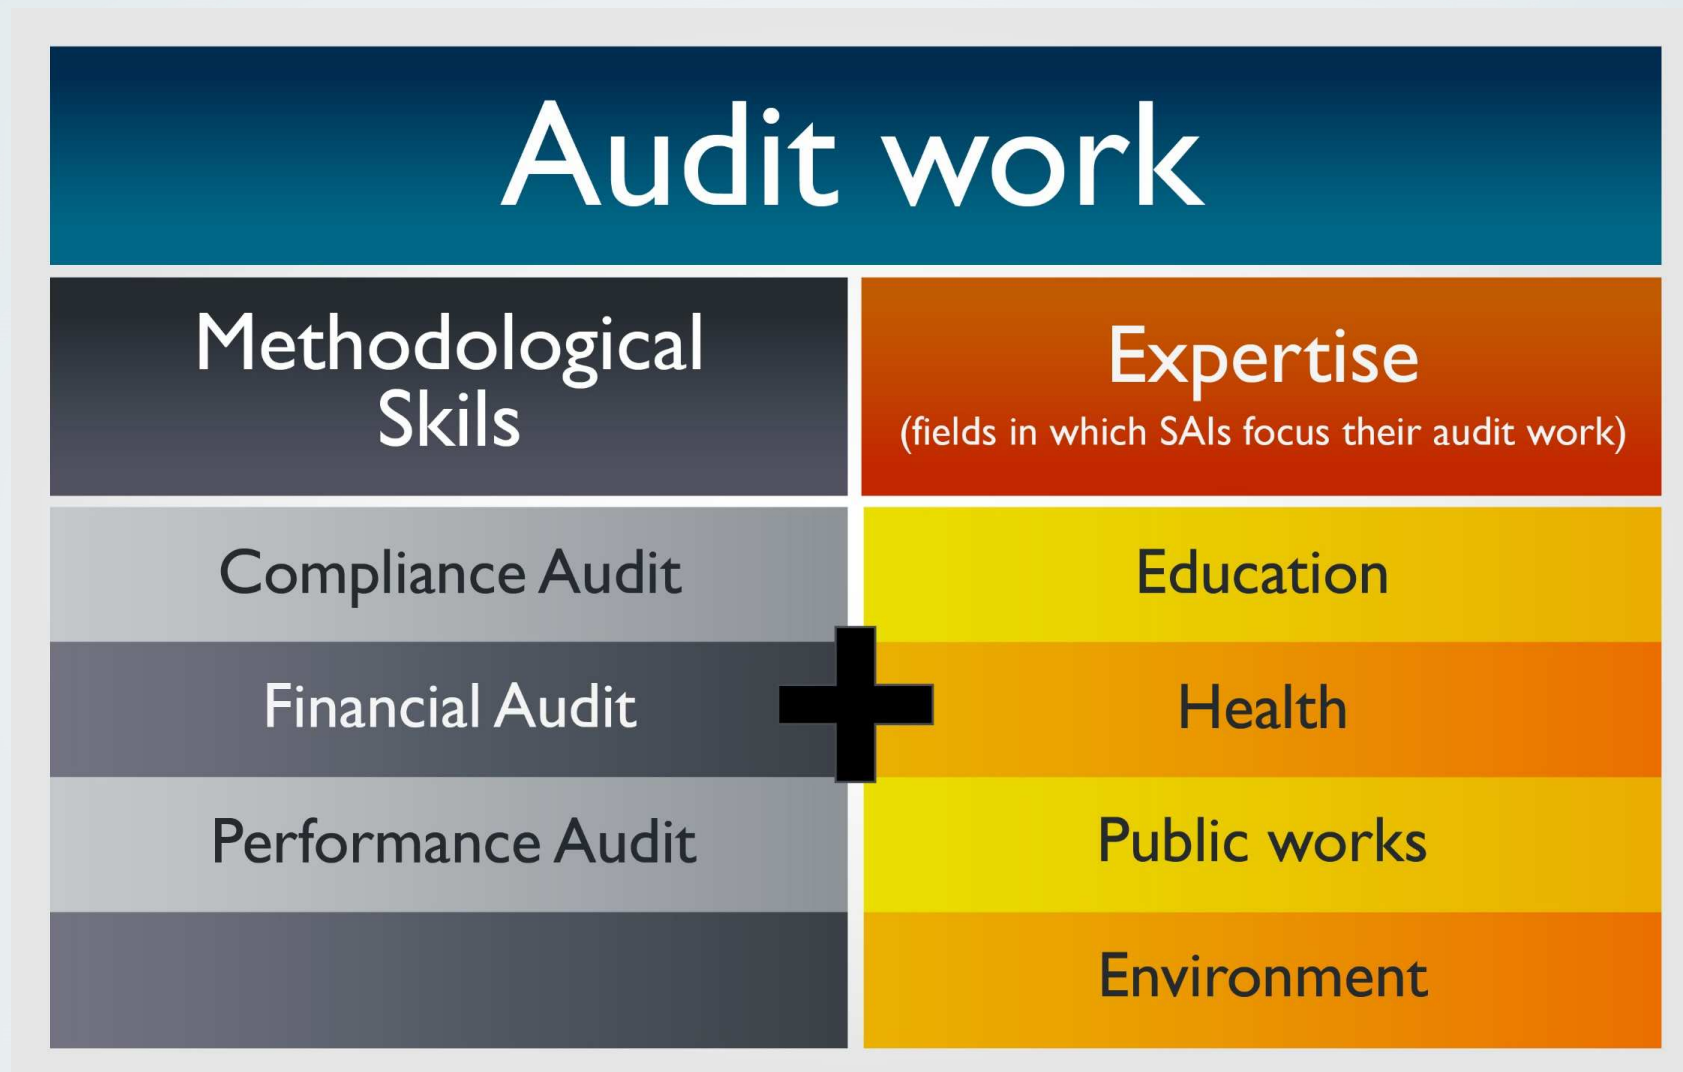 Audit work
Methodological
Skils
Expertise
(fields in which SAIs focus their audit work)
Compliance Audit
Education
Financial Audit
Health
Performance Audit
Public works
Environment